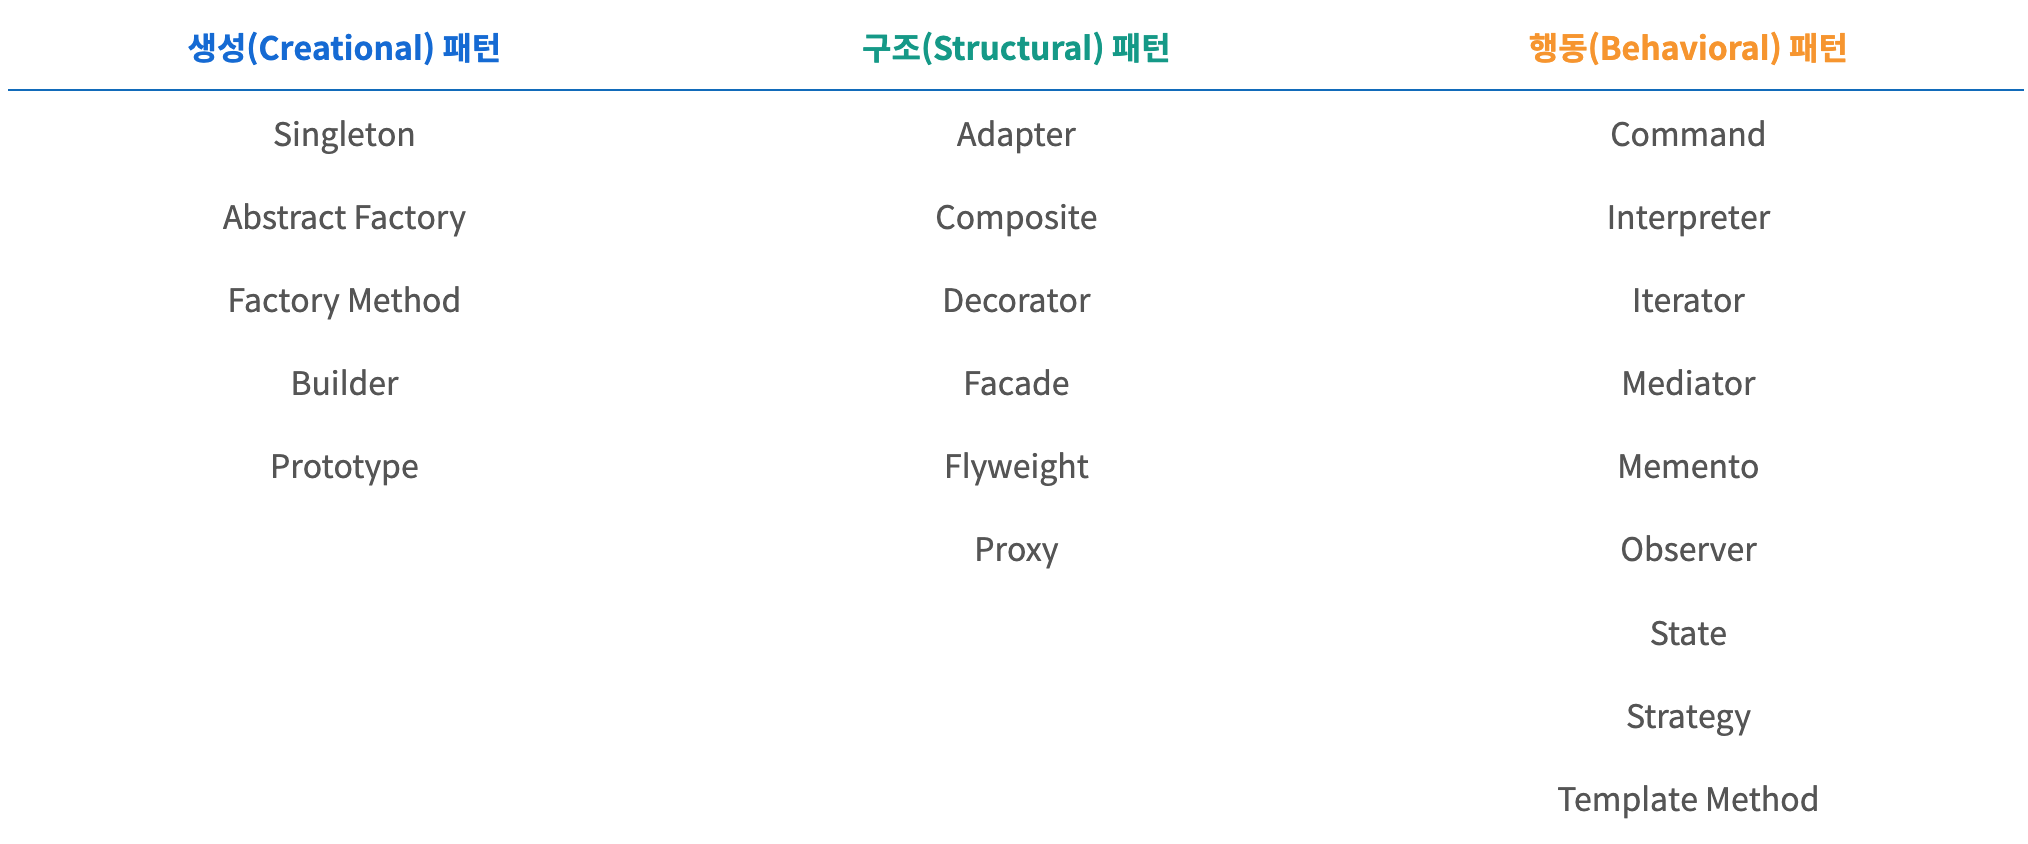 생성(Creational) 패턴 구조(Structural) 패턴 행동(Behavioral) 패턴
Singleton Adapter Command
Abstract Factory Composite Interpreter
Factory Method Decorator Iterator
Builder Facade Mediator
Prototype Flyweight Memento
Proxy Observer
State
Strategy
Template Method